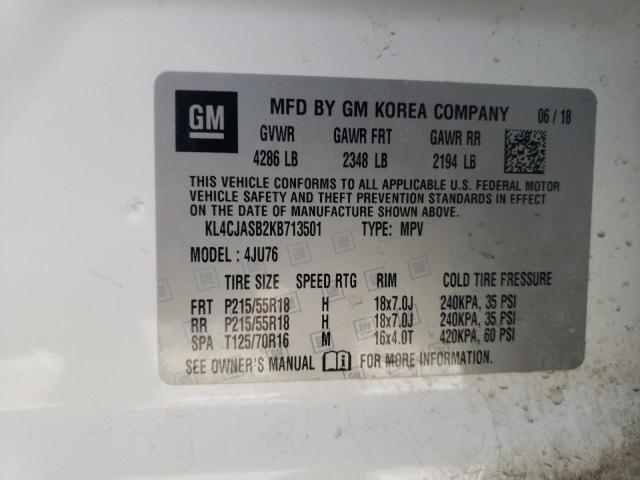 GM
MFD BY GM KOREA COMPANY 06 / 18
GVWR GAWR FRT GAWR RR
4286 LB 2348 LB 2194 LB
THIS VEHICLE CONFORMS TO ALL APPLICABLE U.S. FEDERAL MOTOR
VEHICLE SAFETY AND THEFT PREVENTION STANDARDS IN EFFECT
ON THE DATE OF MANUFACTURE SHOWN ABOVE.
KL4CJASB2KB713501 TYPE: MPV
MODEL : 4JU76
TIRE SIZE SPEED RTG RIM COLD TIRE PRESSURE
FRT P215/55R18 H 18x7.0J 240KPA, 35 PSI
RR P215/55R18 H 18x7.0J 240KPA, 35 PSI
SPA T125/70R16 M 16x4.0T 420KPA, 60 PSI
SEE OWNER'S MANUAL FOR MORE INFORMATION.